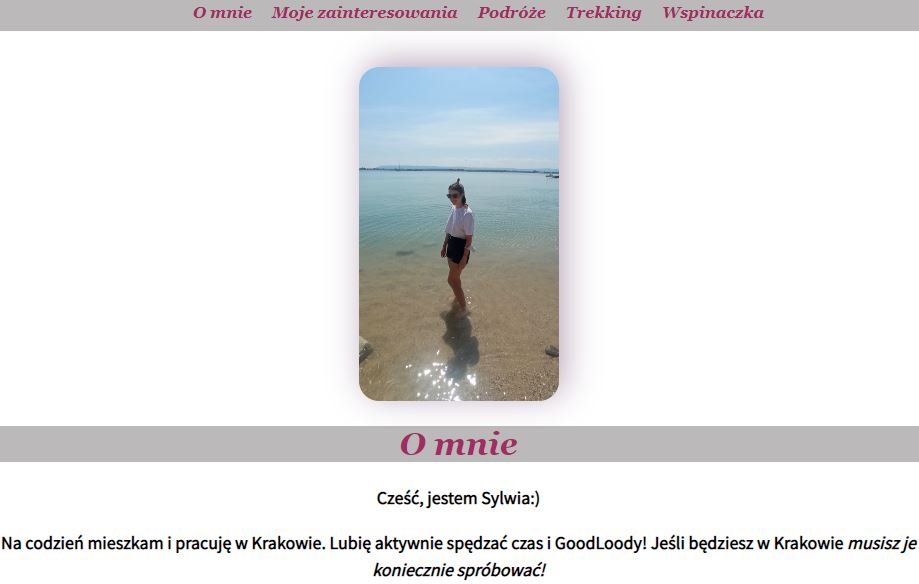 O mnie Moje zainteresowania Podróże Trekking Wspinaczka
O mnie
Cześć, jestem Sylwia:)
Na codzień mieszkam i pracuję w Krakowie. Lubię aktywnie spędzać czas i GoodLoody! Jeśli będziesz w Krakowie musisz je
koniecznie spróbować!